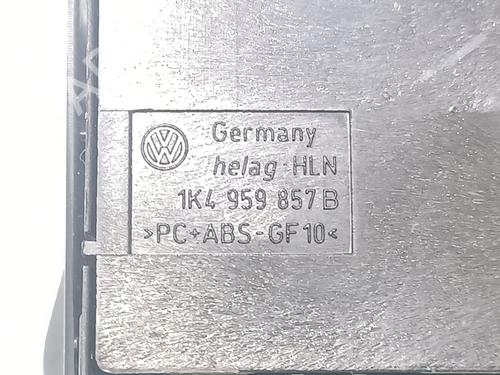 Germany
helag HLN
1K4 959 857 B
>PC+ABS-GF10<